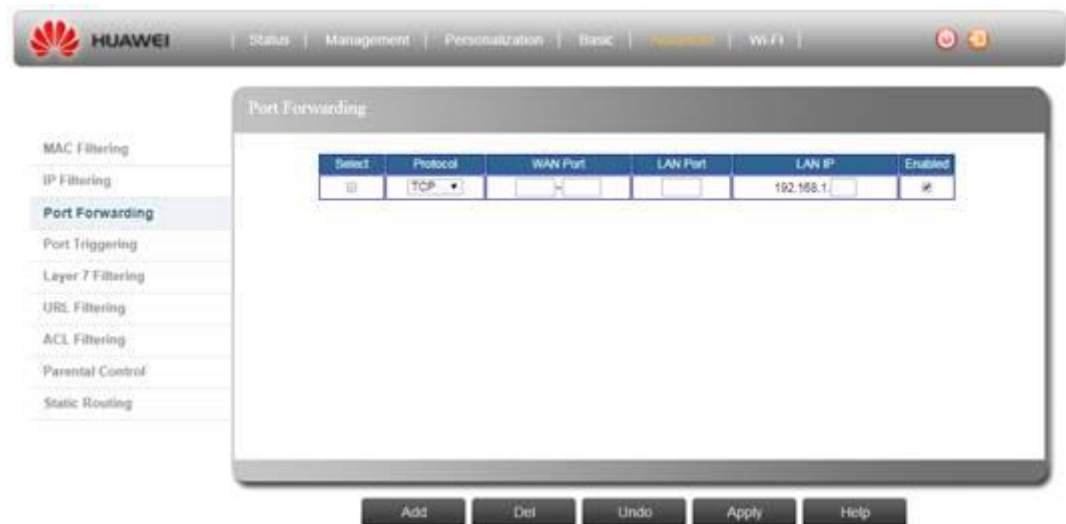 HUAWEI
Status | Management | Personalization | Basic | Advanced | Wi-Fi |
Port Forwarding
MAC Filtering
IP Filtering
Port Forwarding
Port Triggering
Layer 7 Filtering
URL Filtering
ACL Filtering
Parental Control
Static Routing
Select Protocol WAN Port LAN Port LAN IP Enabled
TCP ~ 192.168.1.
Add Del Undo Apply Help